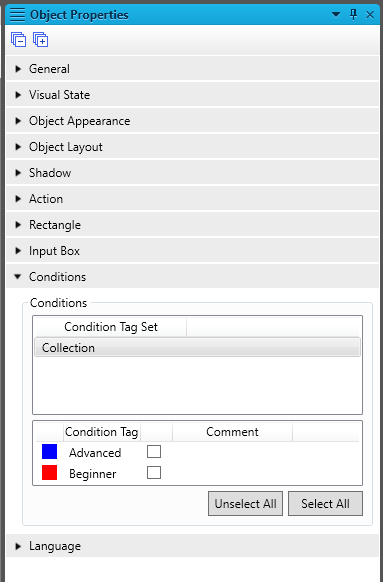 Object Properties
General
Visual State
Object Appearance
Object Layout
Shadow
Action
Rectangle
Input Box
Conditions
Conditions
Condition Tag Set
Collection
Condition Tag Comment
Advanced
Beginner
Unselect All Select All
Language